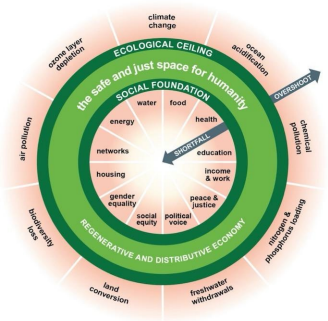 climate
change
ozone layer
depletion
ocean
acidification
ECOLOGICAL CEILING
the safe and just space for humanity
OVERSHOOT
SOCIAL FOUNDATION
water
food
energy
health
SHORTFALL
air pollution
chemical
pollution
networks
education
housing
income
& work
gender
equality
peace &
justice
social
equity
political
voice
REGENERATIVE AND DISTRIBUTIVE ECONOMY
biodiversity
loss
nitrogen &
phosphorus loading
land
conversion
freshwater
withdrawals